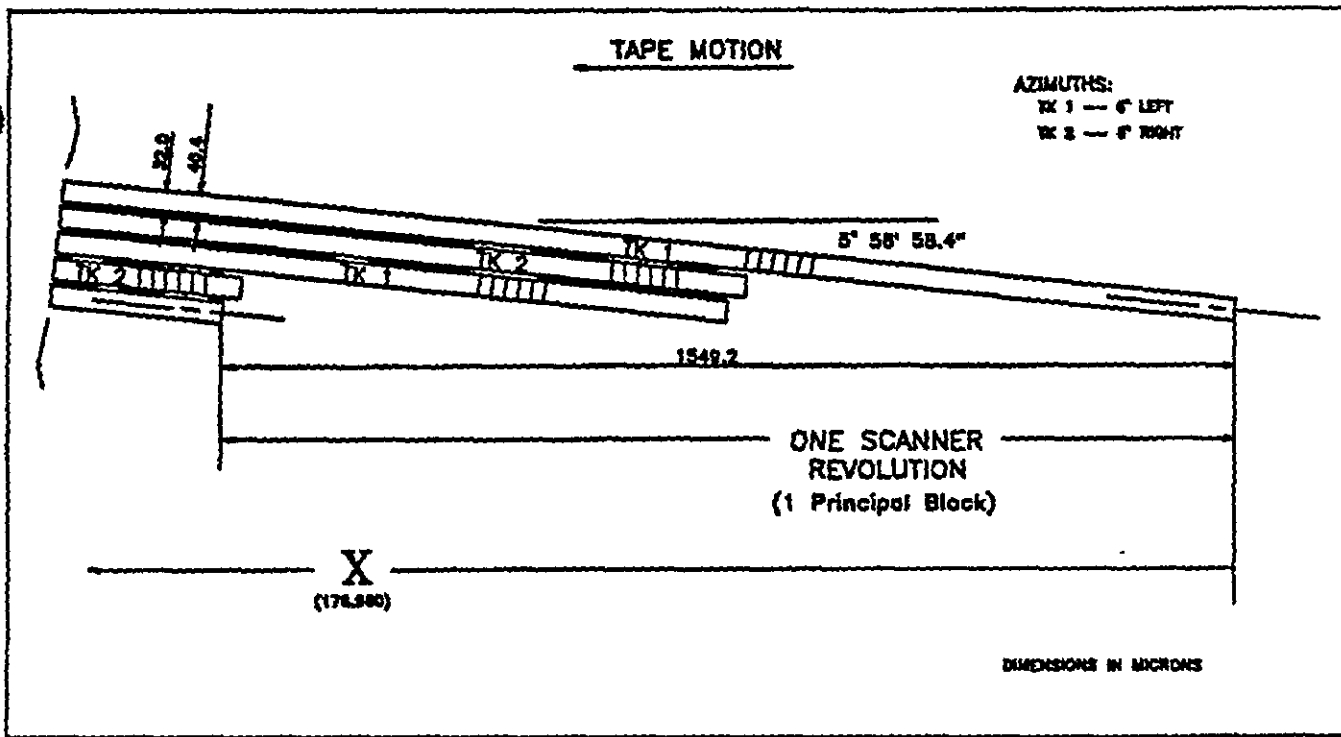 TAPE MOTION
AZIMUTHS:
TK 1 — 6° LEFT
TK 2 — 6° RIGHT
32.0
40.4
5° 58' 58.4"
TK 1
TK 2
TK 2
TK 1
1549.2
ONE SCANNER
REVOLUTION
(1 Principal Block)
X
DIMENSIONS IN MICRONS